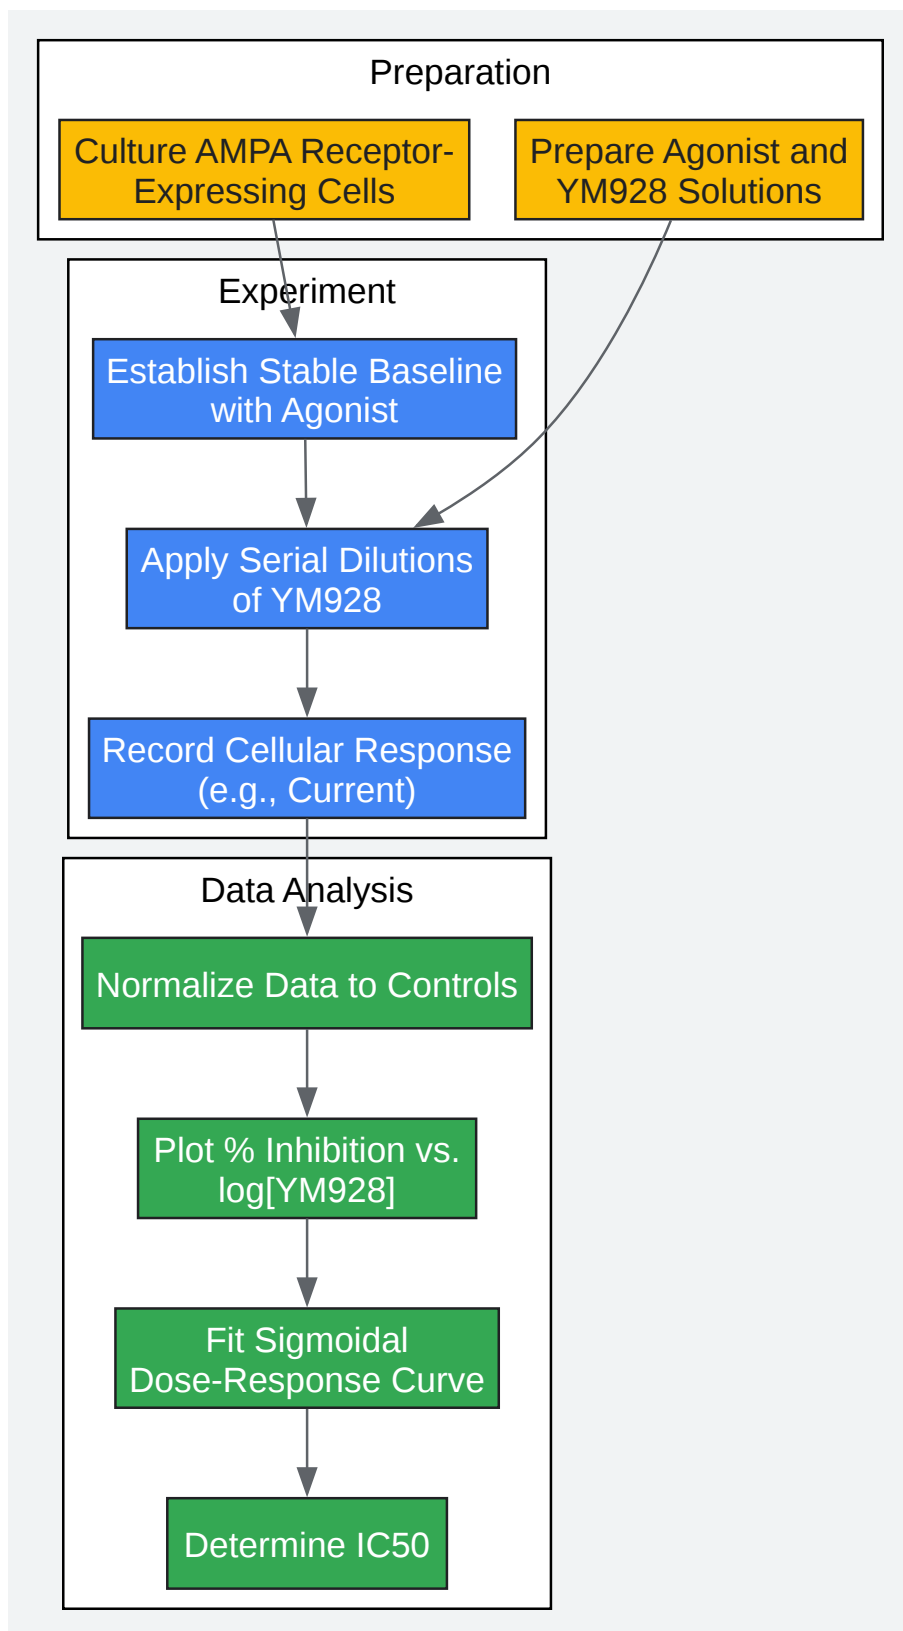 Preparation
Culture AMPA Receptor-
Expressing Cells
Prepare Agonist and
YM928 Solutions
Experiment
Establish Stable Baseline
with Agonist
Apply Serial Dilutions
of YM928
Record Cellular Response
(e.g., Current)
Data Analysis
Normalize Data to Controls
Plot % Inhibition vs.
log[YM928]
Fit Sigmoidal
Dose-Response Curve
Determine IC50